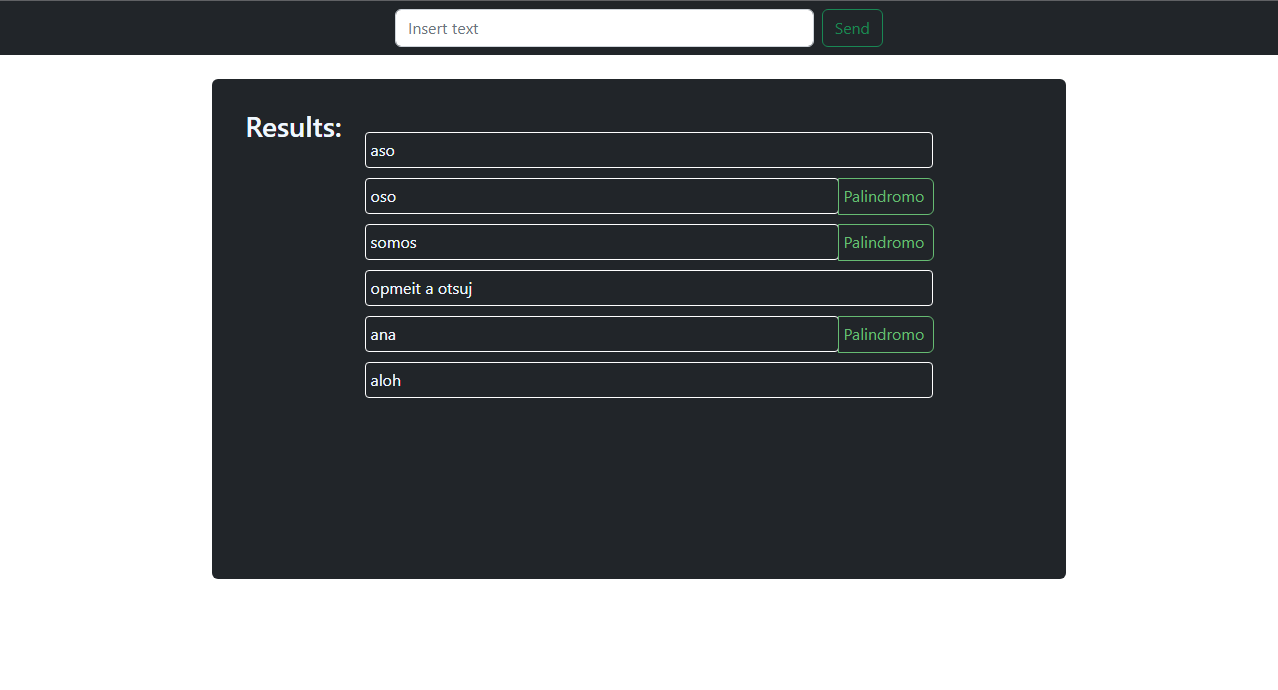 Insert text Send
Results:
aso
oso Palindromo
somos Palindromo
opmeit a otsuj
ana Palindromo
aloh